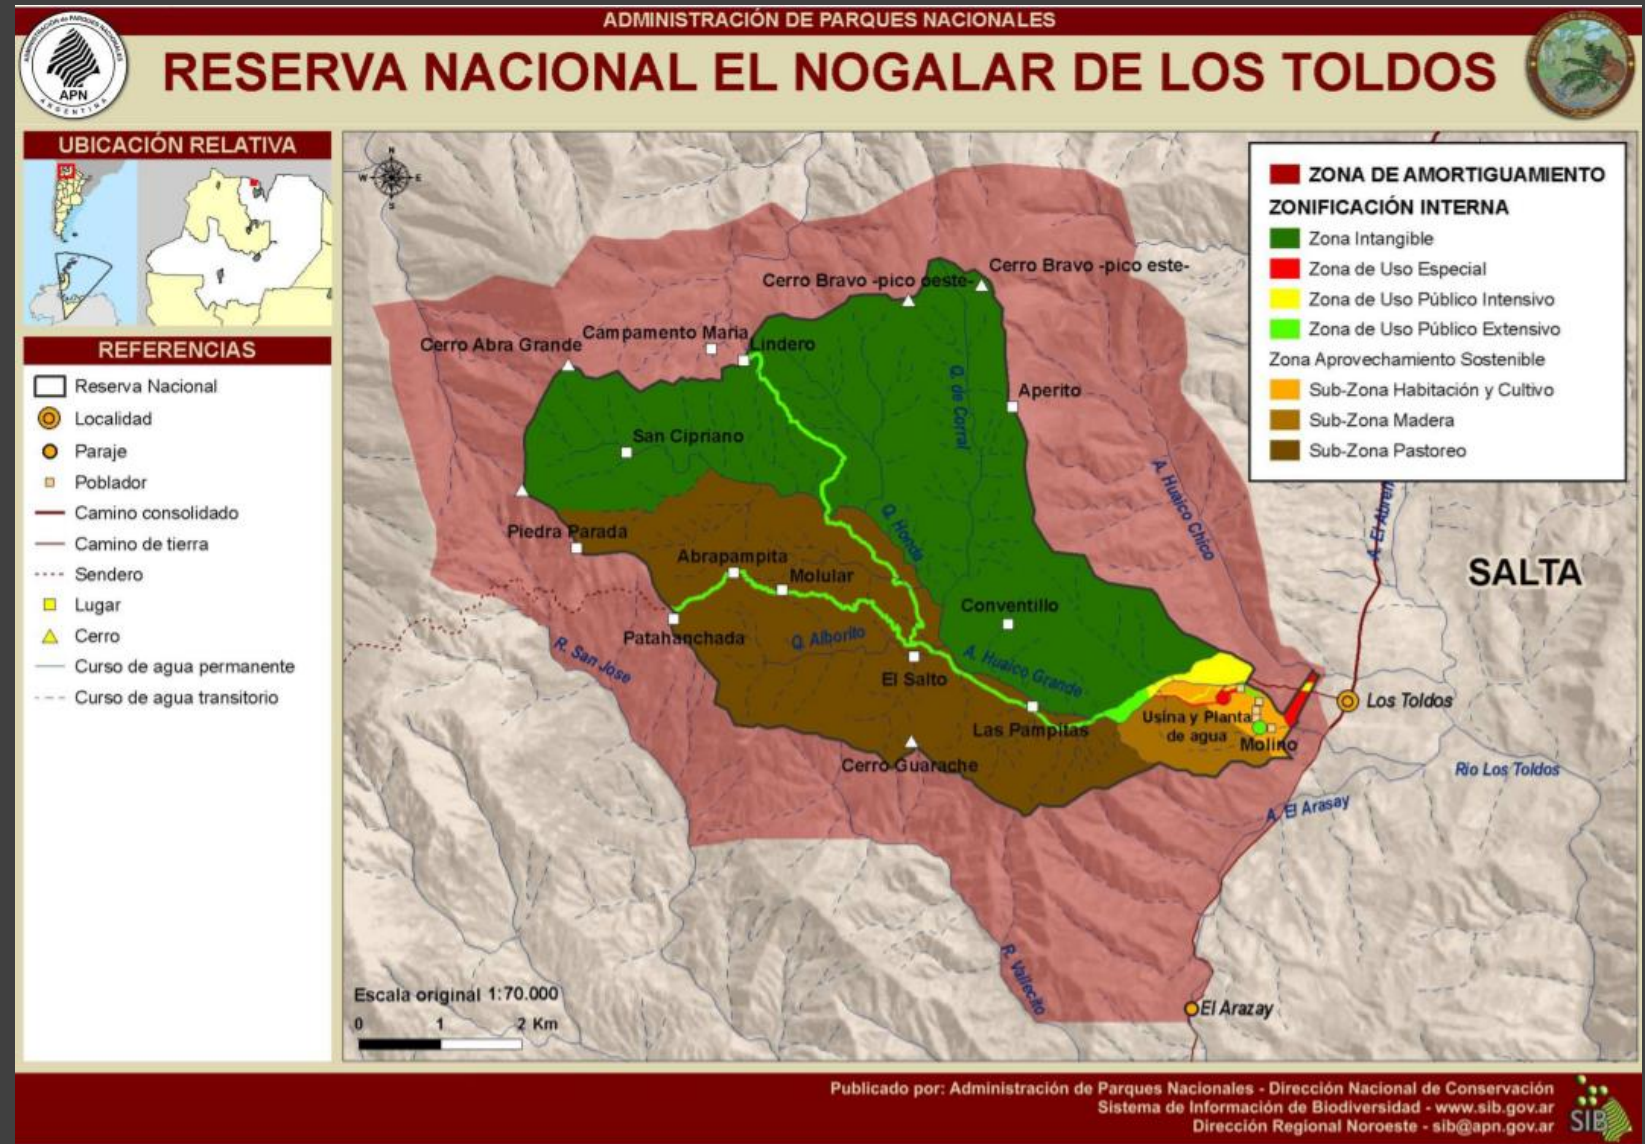 ADMINISTRACIÓN DE PARQUES NACIONALES
RESERVA NACIONAL EL NOGALAR DE LOS TOLDOS
ADMINISTRACIÓN de PARQUES NACIONALES
APN
ARGENTINA
UBICACIÓN RELATIVA
REFERENCIAS
Reserva Nacional
Localidad
Paraje
Poblador
Camino consolidado
Camino de tierra
Sendero
Lugar
Cerro
Curso de agua permanente
Curso de agua transitorio
N
W E
S
ZONA DE AMORTIGUAMIENTO
ZONIFICACIÓN INTERNA
Zona Intangible
Zona de Uso Especial
Zona de Uso Público Intensivo
Zona de Uso Público Extensivo
Zona Aprovechamiento Sostenible
Sub-Zona Habitación y Cultivo
Sub-Zona Madera
Sub-Zona Pastoreo
Cerro Bravo -pico este-
Cerro Bravo -pico oeste-
Campamento Maria
Lindero
Cerro Abra Grande
Aperito
Q. de Corral
San Cipriano
A. Huaico Chico
A. El Abren
Q. Honda
Piedra Parada
Abrapampita
Molular
SALTA
Conventillo
Patahanchada
Q. Alborito
R. San Jose
A. Huaico Grande
El Salto
Las Pampitas
Usina y Planta
de agua
Molino
Los Toldos
Cerro Guarache
Rio Los Toldos
A. El Arasay
R. Vallecito
El Arazay
Escala original 1:70.000
0 1 2 Km
Publicado por: Administración de Parques Nacionales - Dirección Nacional de Conservación
Sistema de Información de Biodiversidad - www.sib.gov.ar
Dirección Regional Noroeste - sib@apn.gov.ar
SIB